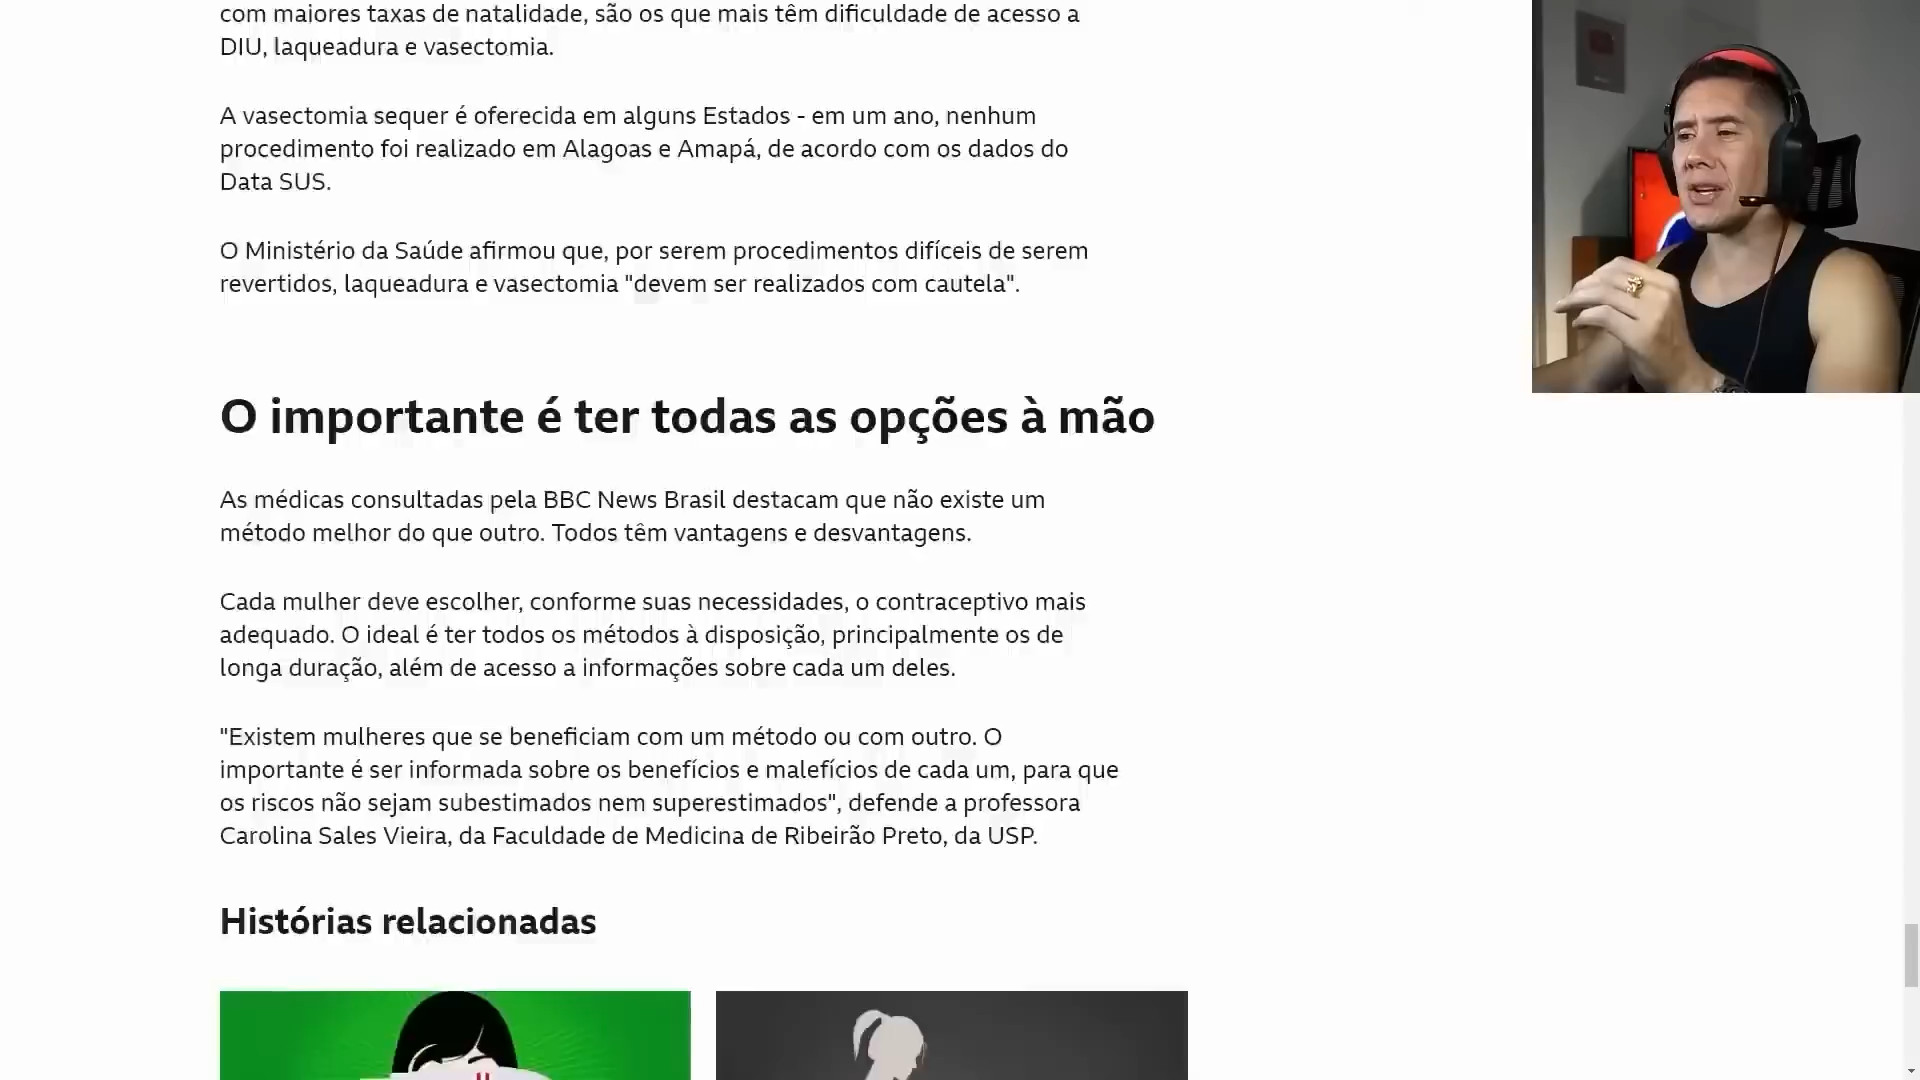 com maiores taxas de natalidade, são os que mais têm dificuldade de acesso a
DIU, laqueadura e vasectomia.
A vasectomia sequer é oferecida em alguns Estados - em um ano, nenhum
procedimento foi realizado em Alagoas e Amapá, de acordo com os dados do
Data SUS.
O Ministério da Saúde afirmou que, por serem procedimentos difíceis de serem
revertidos, laqueadura e vasectomia "devem ser realizados com cautela".
O importante é ter todas as opções à mão
As médicas consultadas pela BBC News Brasil destacam que não existe um
método melhor do que outro. Todos têm vantagens e desvantagens.
Cada mulher deve escolher, conforme suas necessidades, o contraceptivo mais
adequado. O ideal é ter todos os métodos à disposição, principalmente os de
longa duração, além de acesso a informações sobre cada um deles.
"Existem mulheres que se beneficiam com um método ou com outro. O
importante é ser informada sobre os benefícios e malefícios de cada um, para que
os riscos não sejam subestimados nem superestimados", defende a professora
Carolina Sales Vieira, da Faculdade de Medicina de Ribeirão Preto, da USP.
Histórias relacionadas